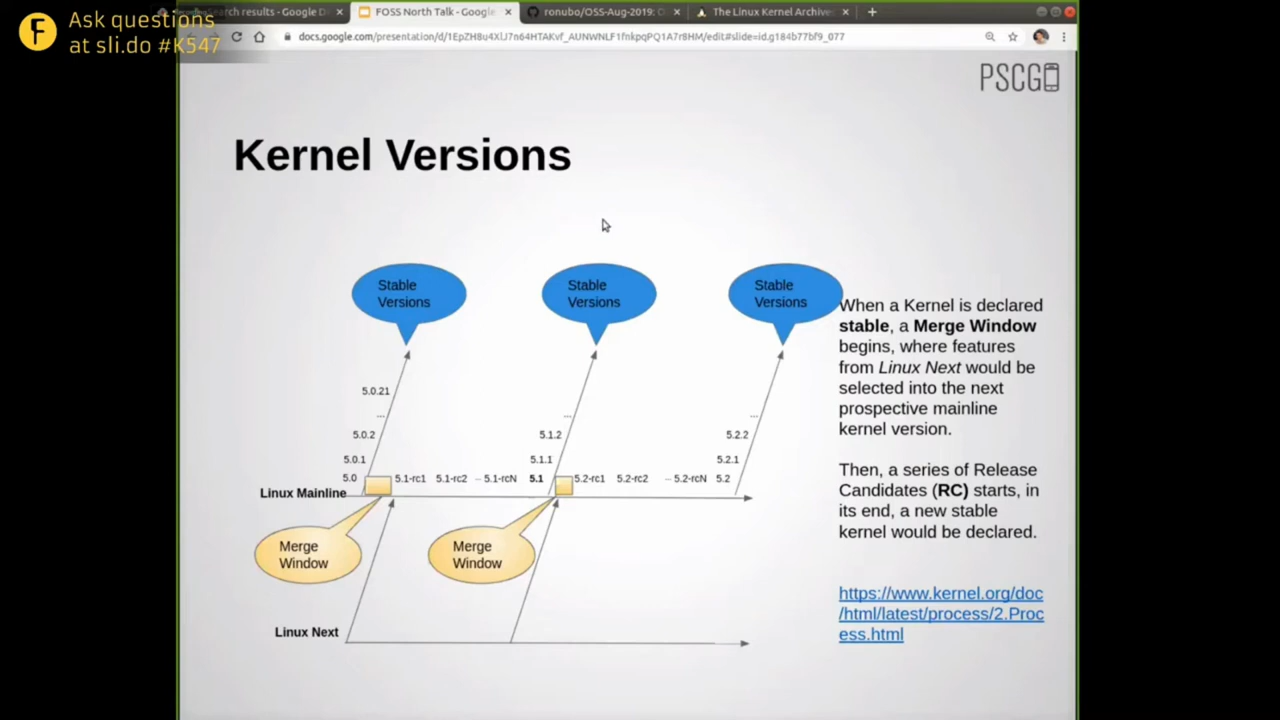 F Ask questions
at sli.do #K547
Search results - Google D
FOSS North Talk - Google
ronubo/OSS-Aug-2019:
The Linux Kernel Archive
docs.google.com/presentation/d/1EpZH8u4XlJ7n64HTAKvf_AUNWNLF1fnkpqPQ1A7r8HM/edit#slide=id.g184b77bf9_077
PSCG
Kernel Versions
Stable
Versions
Stable
Versions
Stable
Versions
5.0.21
...
5.0.2
5.0.1
5.0
5.1-rc1 5.1-rc2 ... 5.1-rcN 5.1
...
5.1.2
5.1.1
5.2-rc1 5.2-rc2 ... 5.2-rcN 5.2
...
5.2.2
5.2.1
Linux Mainline
Merge
Window
Merge
Window
Linux Next
When a Kernel is declared
stable, a Merge Window
begins, where features
from Linux Next would be
selected into the next
prospective mainline
kernel version.
Then, a series of Release
Candidates (RC) starts, in
its end, a new stable
kernel would be declared.
https://www.kernel.org/doc
/html/latest/process/2.Proc
ess.html